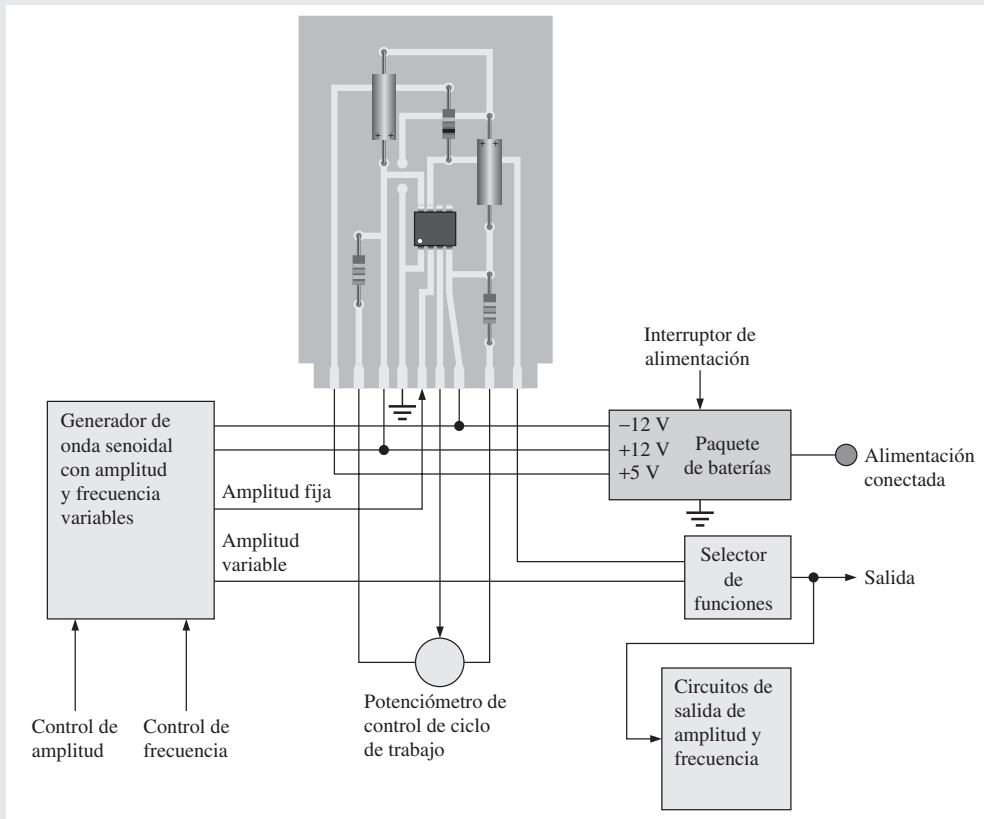 Interruptor de
alimentación
Generador de
onda senoidal
con amplitud
y frecuencia
variables
−12 V
+12 V
+5 V
Paquete
de baterías
Alimentación
conectada
Amplitud fija
Amplitud
variable
Selector
de
funciones
Salida
Potenciómetro de
control de ciclo
de trabajo
Circuitos de
salida de
amplitud y
frecuencia
Control de
amplitud
Control de
frecuencia